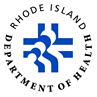 RHODE ISLAND
DEPARTMENT OF HEALTH